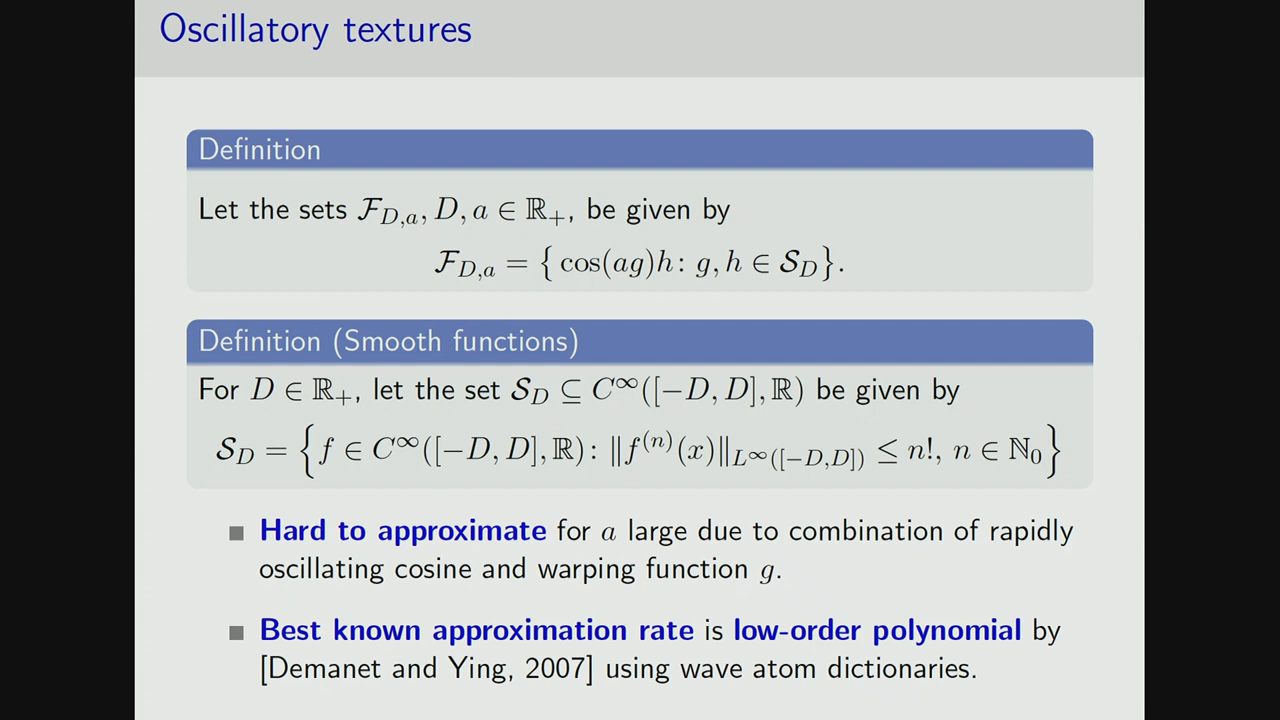 Oscillatory textures
Definition
Let the sets $\mathcal{F}_{D,a}, D, a \in \mathbb{R}_+$, be given by
$\mathcal{F}_{D,a} = \{ \cos(ag)h \colon g, h \in \mathcal{S}_D \}.$
Definition (Smooth functions)
For $D \in \mathbb{R}_+$, let the set $\mathcal{S}_D \subseteq C^\infty([-D, D], \mathbb{R})$ be given by
$\mathcal{S}_D = \left\{ f \in C^\infty([-D, D], \mathbb{R}) \colon \|f^{(n)}(x)\|_{L^\infty([-D,D])} \leq n!, \, n \in \mathbb{N}_0 \right\}$
■ Hard to approximate for $a$ large due to combination of rapidly
oscillating cosine and warping function $g$.
■ Best known approximation rate is low-order polynomial by
[Demanet and Ying, 2007] using wave atom dictionaries.